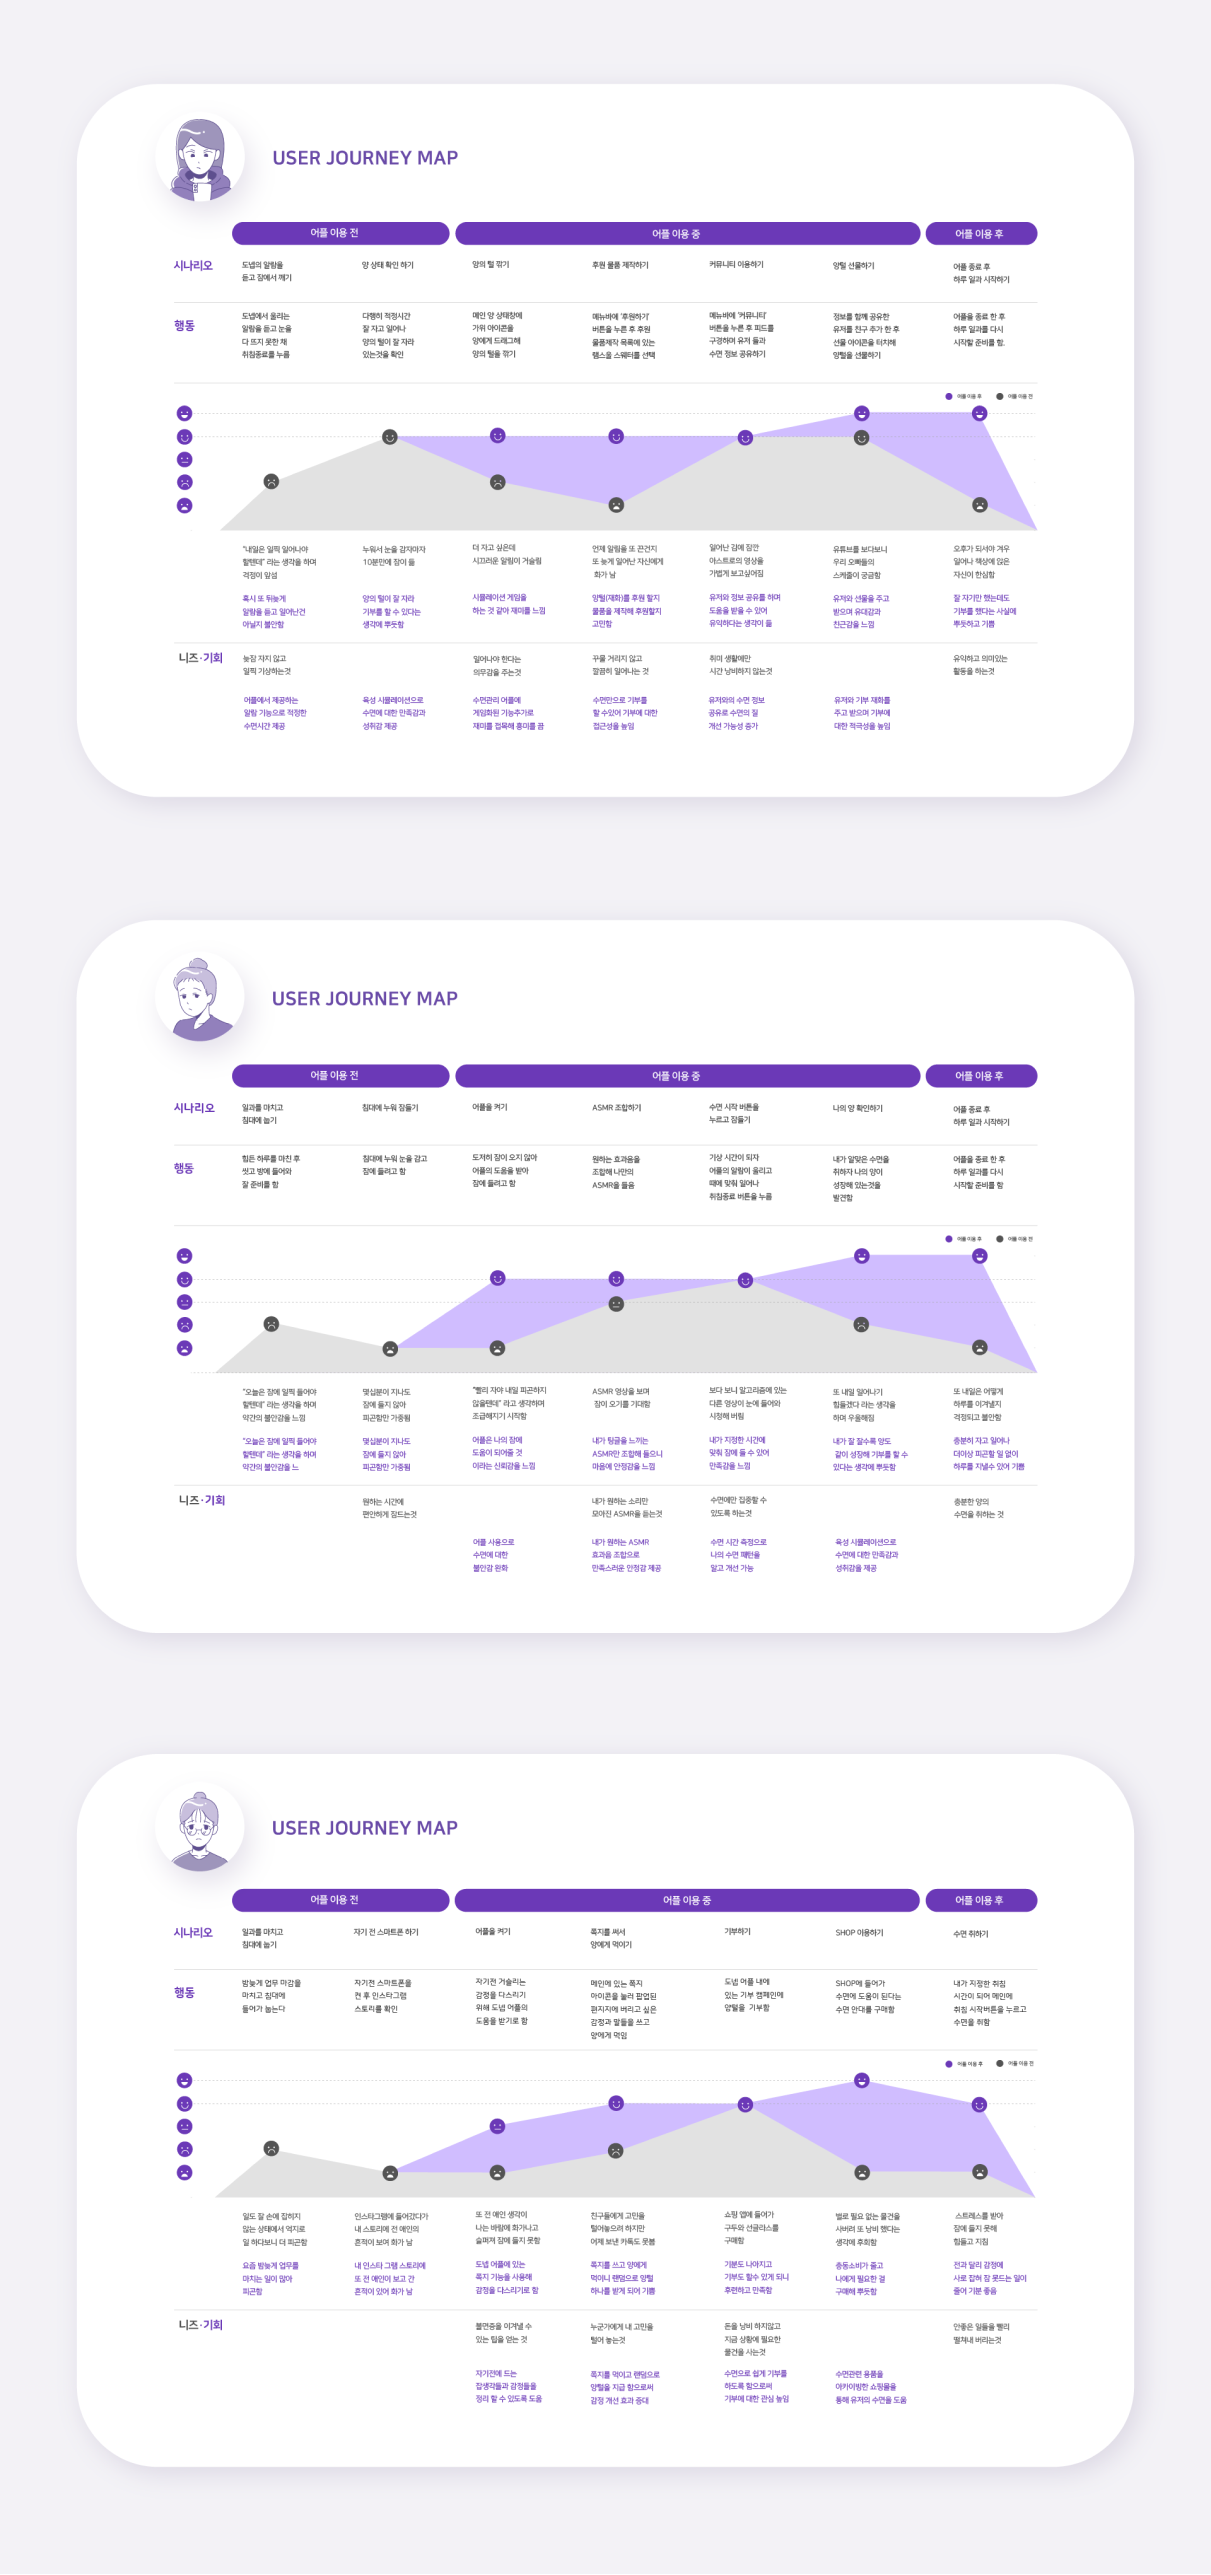 USER JOURNEY MAP
어플 이용 전
어플 이용 중
어플 이용 후
시나리오
도넵의 알람을
듣고 잠에서 깨기
양 상태 확인 하기
양의 털 깎기
후원 물품 제작하기
커뮤니티 이용하기
양털 선물하기
어플 종료 후
하루 일과 시작하기
행동
도넵에서 울리는
알람을 듣고 눈을
다 뜨지 못한 채
취침종료를 누름
다행히 적정시간
잘 자고 일어나
양의 털이 잘 자라
있는것을 확인
메인 양 상태창에
가위 아이콘을
양에게 드래그해
양의 털을 깎기
메뉴바에 '후원하기'
버튼을 누른 후 후원
물품제작 목록에 있는
램스울 스웨터를 선택
메뉴바에 '커뮤니티'
버튼을 누른 후 피드를
구경하며 유저 들과
수면 정보 공유하기
정보를 함께 공유한
유저를 친구 추가 한 후
선물 아이콘을 터치해
양털을 선물하기
어플을 종료 한 후
하루 일과를 다시
시작할 준비를 함.
어플 이용 후
어플 이용 전
"내일은 일찍 일어나야
할텐데" 라는 생각을 하며
걱정이 앞섬
누워서 눈을 감자마자
10분만에 잠이 듦
더 자고 싶은데
시끄러운 알림이 거슬림
언제 알림을 또 끈건지
또 늦게 일어난 자신에게
화가 남
일어난 김에 잠깐
아스트로의 영상을
가볍게 보고싶어짐
유튜브를 보다보니
우리 오빠들의
스케줄이 궁금함
오후가 되서야 겨우
일어나 책상에 앉은
자신이 한심함
혹시 또 뒤늦게
알람을 듣고 일어난건
아닐지 불안함
양의 털이 잘 자라
기부를 할 수 있다는
생각에 뿌듯함
시뮬레이션 게임을
하는 것 같아 재미를 느낌
양털(재화)를 후원 할지
물품을 제작해 후원할지
고민함
유저와 정보 공유를 하며
도움을 받을 수 있어
유익하다는 생각이 듦
유저와 선물을 주고
받으며 유대감과
친근감을 느낌
잘 자기만 했는데도
기부를 했다는 사실에
뿌듯하고 기쁨
니즈·기회
늦잠 자지 않고
일찍 기상하는것
일어나야 한다는
의무감을 주는것
꾸물 거리지 않고
깔끔히 일어나는 것
취미 생활에만
시간 낭비하지 않는것
유익하고 의미있는
활동을 하는것
어플에서 제공하는
알람 기능으로 적정한
수면시간 제공
육성 시뮬레이션으로
수면에 대한 만족감과
성취감 제공
수면관리 어플에
게임화된 기능추가로
재미를 접목해 흥미를 끔
수면만으로 기부를
할 수있어 기부에 대한
접근성을 높임
유저와의 수면 정보
공유로 수면의 질
개선 가능성 증가
유저와 기부 재화를
주고 받으며 기부에
대한 적극성을 높임
USER JOURNEY MAP
어플 이용 전
어플 이용 중
어플 이용 후
시나리오
일과를 마치고
침대에 눕기
침대에 누워 잠들기
어플을 켜기
ASMR 조합하기
수면 시작 버튼을
누르고 잠들기
나의 양 확인하기
어플 종료 후
하루 일과 시작하기
행동
힘든 하루를 마친 후
씻고 방에 들어와
잘 준비를 함
침대에 누워 눈을 감고
잠에 들려고 함
도저히 잠이 오지 않아
어플의 도움을 받아
잠에 들려고 함
원하는 효과음을
조합해 나만의
ASMR을 들음
기상 시간이 되자
어플의 알람이 울리고
때에 맞춰 일어나
취침종료 버튼을 누름
내가 알맞은 수면을
취하자 나의 양이
성장해 있는것을
발견함
어플을 종료 한 후
하루 일과를 다시
시작할 준비를 함
어플 이용 후
어플 이용 전
"오늘은 잠에 일찍 들어야
할텐데" 라는 생각을 하며
약간의 불안감을 느낌
몇십분이 지나도
잠에 들지 않아
피곤함만 가중됨
"빨리 자야 내일 피곤하지
않을텐데" 라고 생각하며
조급해지기 시작함
ASMR 영상을 보며
잠이 오기를 기대함
보다 보니 알고리즘에 있는
다른 영상이 눈에 들어와
시청해 버림
또 내일 일어나기
힘들겠다 라는 생각을
하며 우울해짐
또 내일은 어떻게
하루를 이겨낼지
걱정되고 불안함
"오늘은 잠에 일찍 들어야
할텐데" 라는 생각을 하며
약간의 불안감을 느
몇십분이 지나도
잠에 들지 않아
피곤함만 가중됨
어플은 나의 잠에
도움이 되어줄 것
이라는 신뢰감을 느낌
내가 팅글을 느끼는
ASMR만 조합해 들으니
마음에 안정감을 느낌
내가 지정한 시간에
맞춰 잠에 들 수 있어
만족감을 느낌
내가 잘 잘수록 양도
같이 성장해 기부를 할 수
있다는 생각에 뿌듯함
충분히 자고 일어나
더이상 피곤할 일 없이
하루를 지낼수 있어 기쁨
니즈·기회
원하는 시간에
편안하게 잠드는것
내가 원하는 소리만
모아진 ASMR을 듣는것
수면에만 집중할 수
있도록 하는것
충분한 양의
수면을 취하는 것
어플 사용으로
수면에 대한
불안감 완화
내가 원하는 ASMR
효과음 조합으로
만족스러운 안정감 제공
수면 시간 측정으로
나의 수면 패턴을
알고 개선 가능
육성 시뮬레이션으로
수면에 대한 만족감과
성취감을 제공
USER JOURNEY MAP
어플 이용 전
어플 이용 중
어플 이용 후
시나리오
일과를 마치고
침대에 눕기
자기 전 스마트폰 하기
어플을 켜기
쪽지를 써서
양에게 먹이기
기부하기
SHOP 이용하기
수면 취하기
행동
밤늦게 업무 마감을
마치고 침대에
들어가 눕는다
자기전 스마트폰을
켠 후 인스타그램
스토리를 확인
자기전 거슬리는
감정을 다스리기
위해 도넵 어플의
도움을 받기로 함
메인에 있는 쪽지
아이콘을 눌러 팝업된
편지지에 버리고 싶은
감정과 말들을 쓰고
양에게 먹임
도넵 어플 내에
있는 기부 캠페인에
양털을 기부함
SHOP에 들어가
수면에 도움이 된다는
수면 안대를 구매함
내가 지정한 취침
시간이 되어 메인에
취침 시작버튼을 누르고
수면을 취함
어플 이용 후
어플 이용 전
일도 잘 손에 잡히지
않는 상태에서 억지로
일 하다보니 더 피곤함
인스타그램에 들어갔다가
내 스토리에 전 애인의
흔적이 보여 화가 남
또 전 애인 생각이
나는 바람에 화가나고
슬퍼져 잠에 들지 못함
친구들에게 고민을
털어놓으려 하지만
어제 보낸 카톡도 못봄
쇼핑 앱에 들어가
구두와 선글라스를
구매함
별로 필요 없는 물건을
사버려 또 낭비 했다는
생각에 후회함
스트레스를 받아
잠에 들지 못해
힘들고 지침
요즘 밤늦게 업무를
마치는 일이 많아
피곤함
내 인스타 그램 스토리에
또 전 애인이 보고 간
흔적이 있어 화가 남
도넵 어플에 있는
쪽지 기능을 사용해
감정을 다스리기로 함
쪽지를 쓰고 양에게
먹이니 랜덤으로 양털
하나를 받게 되어 기쁨
기분도 나아지고
기부도 할수 있게 되니
후련하고 만족함
충동소비가 줄고
나에게 필요한 걸
구매해 뿌듯함
전과 달리 감정에
사로 잡혀 잠 못드는 일이
줄어 기분 좋음
니즈·기회
불면증을 이겨낼 수
있는 팁을 얻는 것
누군가에게 내 고민을
털어 놓는것
돈을 낭비 하지않고
지금 상황에 필요한
물건을 사는것
안좋은 일들을 빨리
떨쳐내 버리는것
자기전에 드는
잡생각들과 감정들을
정리 할 수 있도록 도움
쪽지를 먹이고 랜덤으로
양털을 지급 함으로써
감정 개선 효과 증대
수면으로 쉽게 기부를
하도록 함으로써
기부에 대한 관심 높임
수면관련 용품을
아카이빙한 쇼핑몰을
통해 유저의 수면을 도움